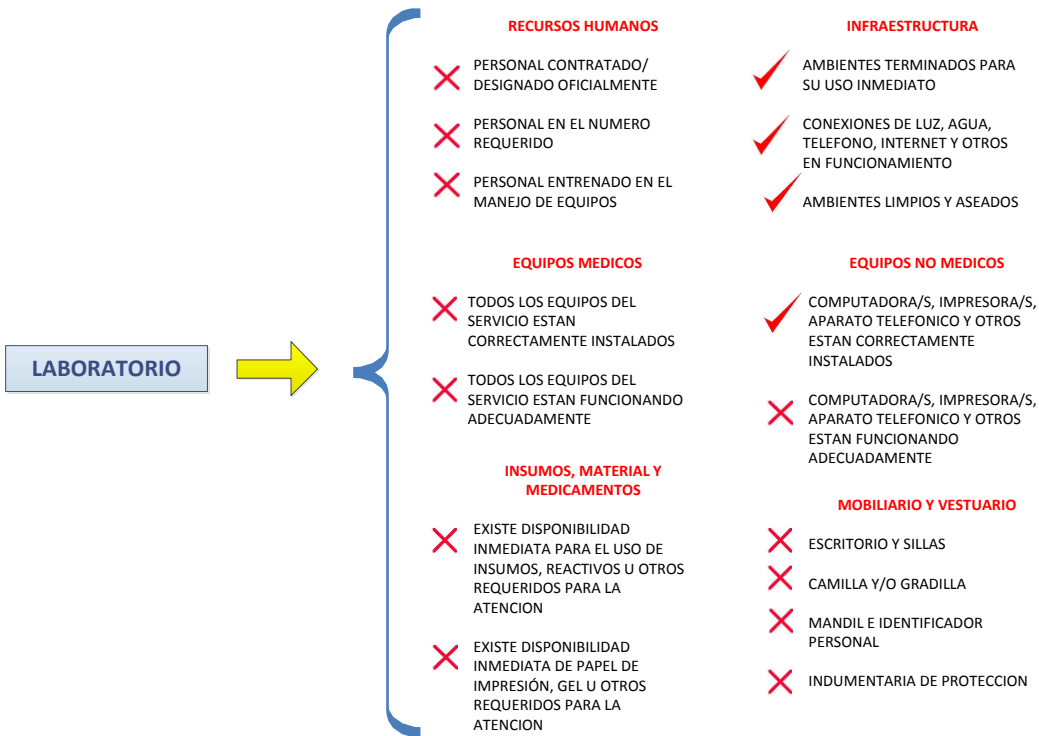 LABORATORIO
RECURSOS HUMANOS
PERSONAL CONTRATADO/
DESIGNADO OFICIALMENTE
PERSONAL EN EL NUMERO
REQUERIDO
PERSONAL ENTRENADO EN EL
MANEJO DE EQUIPOS
EQUIPOS MEDICOS
TODOS LOS EQUIPOS DEL
SERVICIO ESTAN
CORRECTAMENTE INSTALADOS
TODOS LOS EQUIPOS DEL
SERVICIO ESTAN FUNCIONANDO
ADECUADAMENTE
INSUMOS, MATERIAL Y
MEDICAMENTOS
EXISTE DISPONIBILIDAD
INMEDIATA PARA EL USO DE
INSUMOS, REACTIVOS U OTROS
REQUERIDOS PARA LA
ATENCION
EXISTE DISPONIBILIDAD
INMEDIATA DE PAPEL DE
IMPRESIÓN, GEL U OTROS
REQUERIDOS PARA LA
ATENCION
INFRAESTRUCTURA
AMBIENTES TERMINADOS PARA
SU USO INMEDIATO
CONEXIONES DE LUZ, AGUA,
TELEFONO, INTERNET Y OTROS
EN FUNCIONAMIENTO
AMBIENTES LIMPIOS Y ASEADOS
EQUIPOS NO MEDICOS
COMPUTADORA/S, IMPRESORA/S,
APARATO TELEFONICO Y OTROS
ESTAN CORRECTAMENTE
INSTALADOS
COMPUTADORA/S, IMPRESORA/S,
APARATO TELEFONICO Y OTROS
ESTAN FUNCIONANDO
ADECUADAMENTE
MOBILIARIO Y VESTUARIO
ESCRITORIO Y SILLAS
CAMILLA Y/O GRADILLA
MANDIL E IDENTIFICADOR
PERSONAL
INDUMENTARIA DE PROTECCION